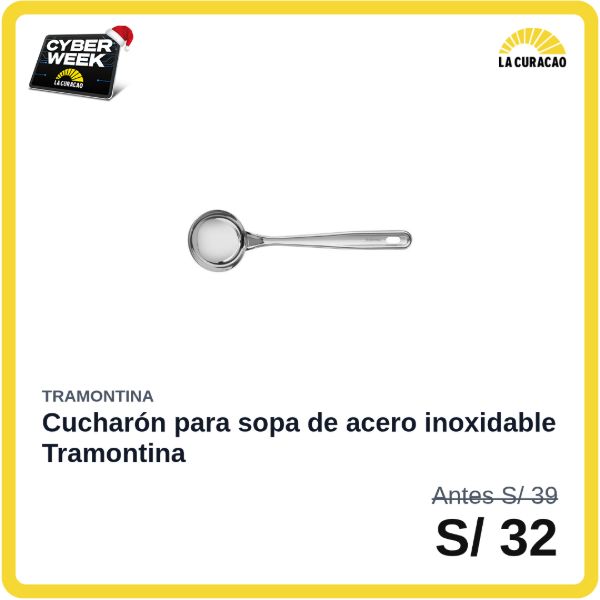 CYBER
WEEK
LA CURACAO
LA CURACAO
TRAMONTINA
Cucharón para sopa de acero inoxidable
Tramontina
Antes S/ 39
S/ 32